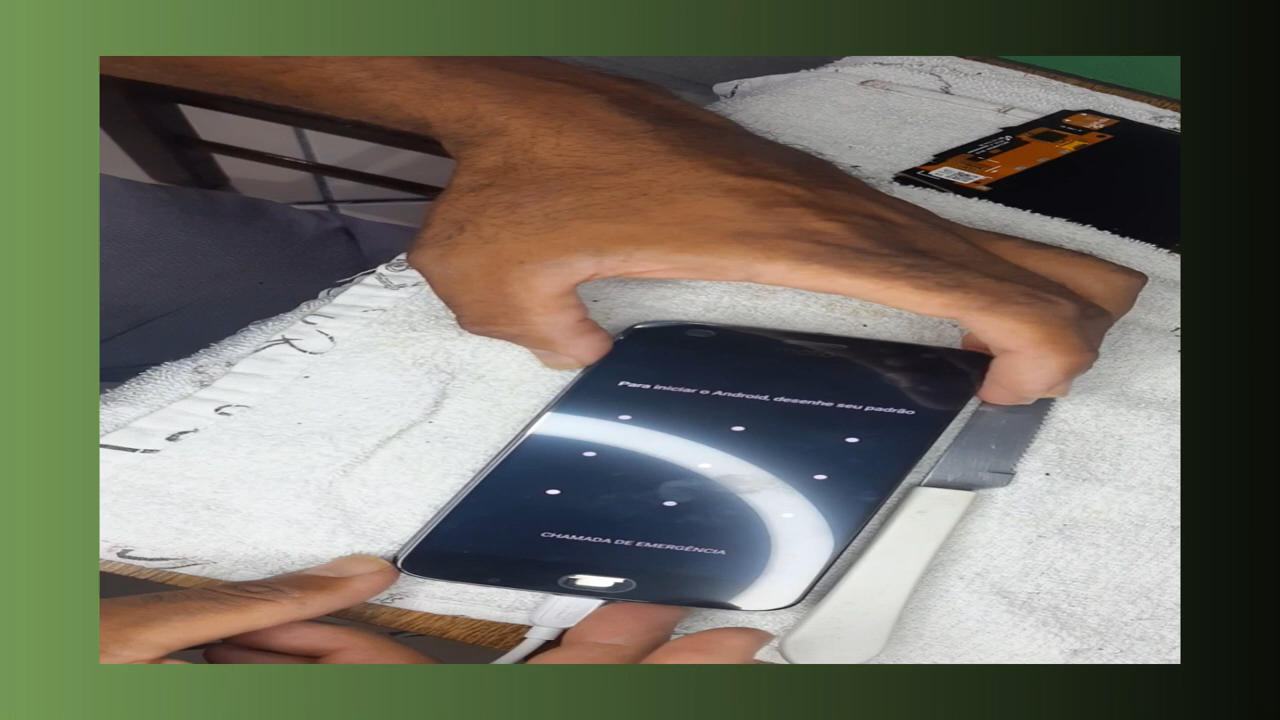 Para iniciar o Android, desenhe seu padrão
CHAMADA DE EMERGÊNCIA